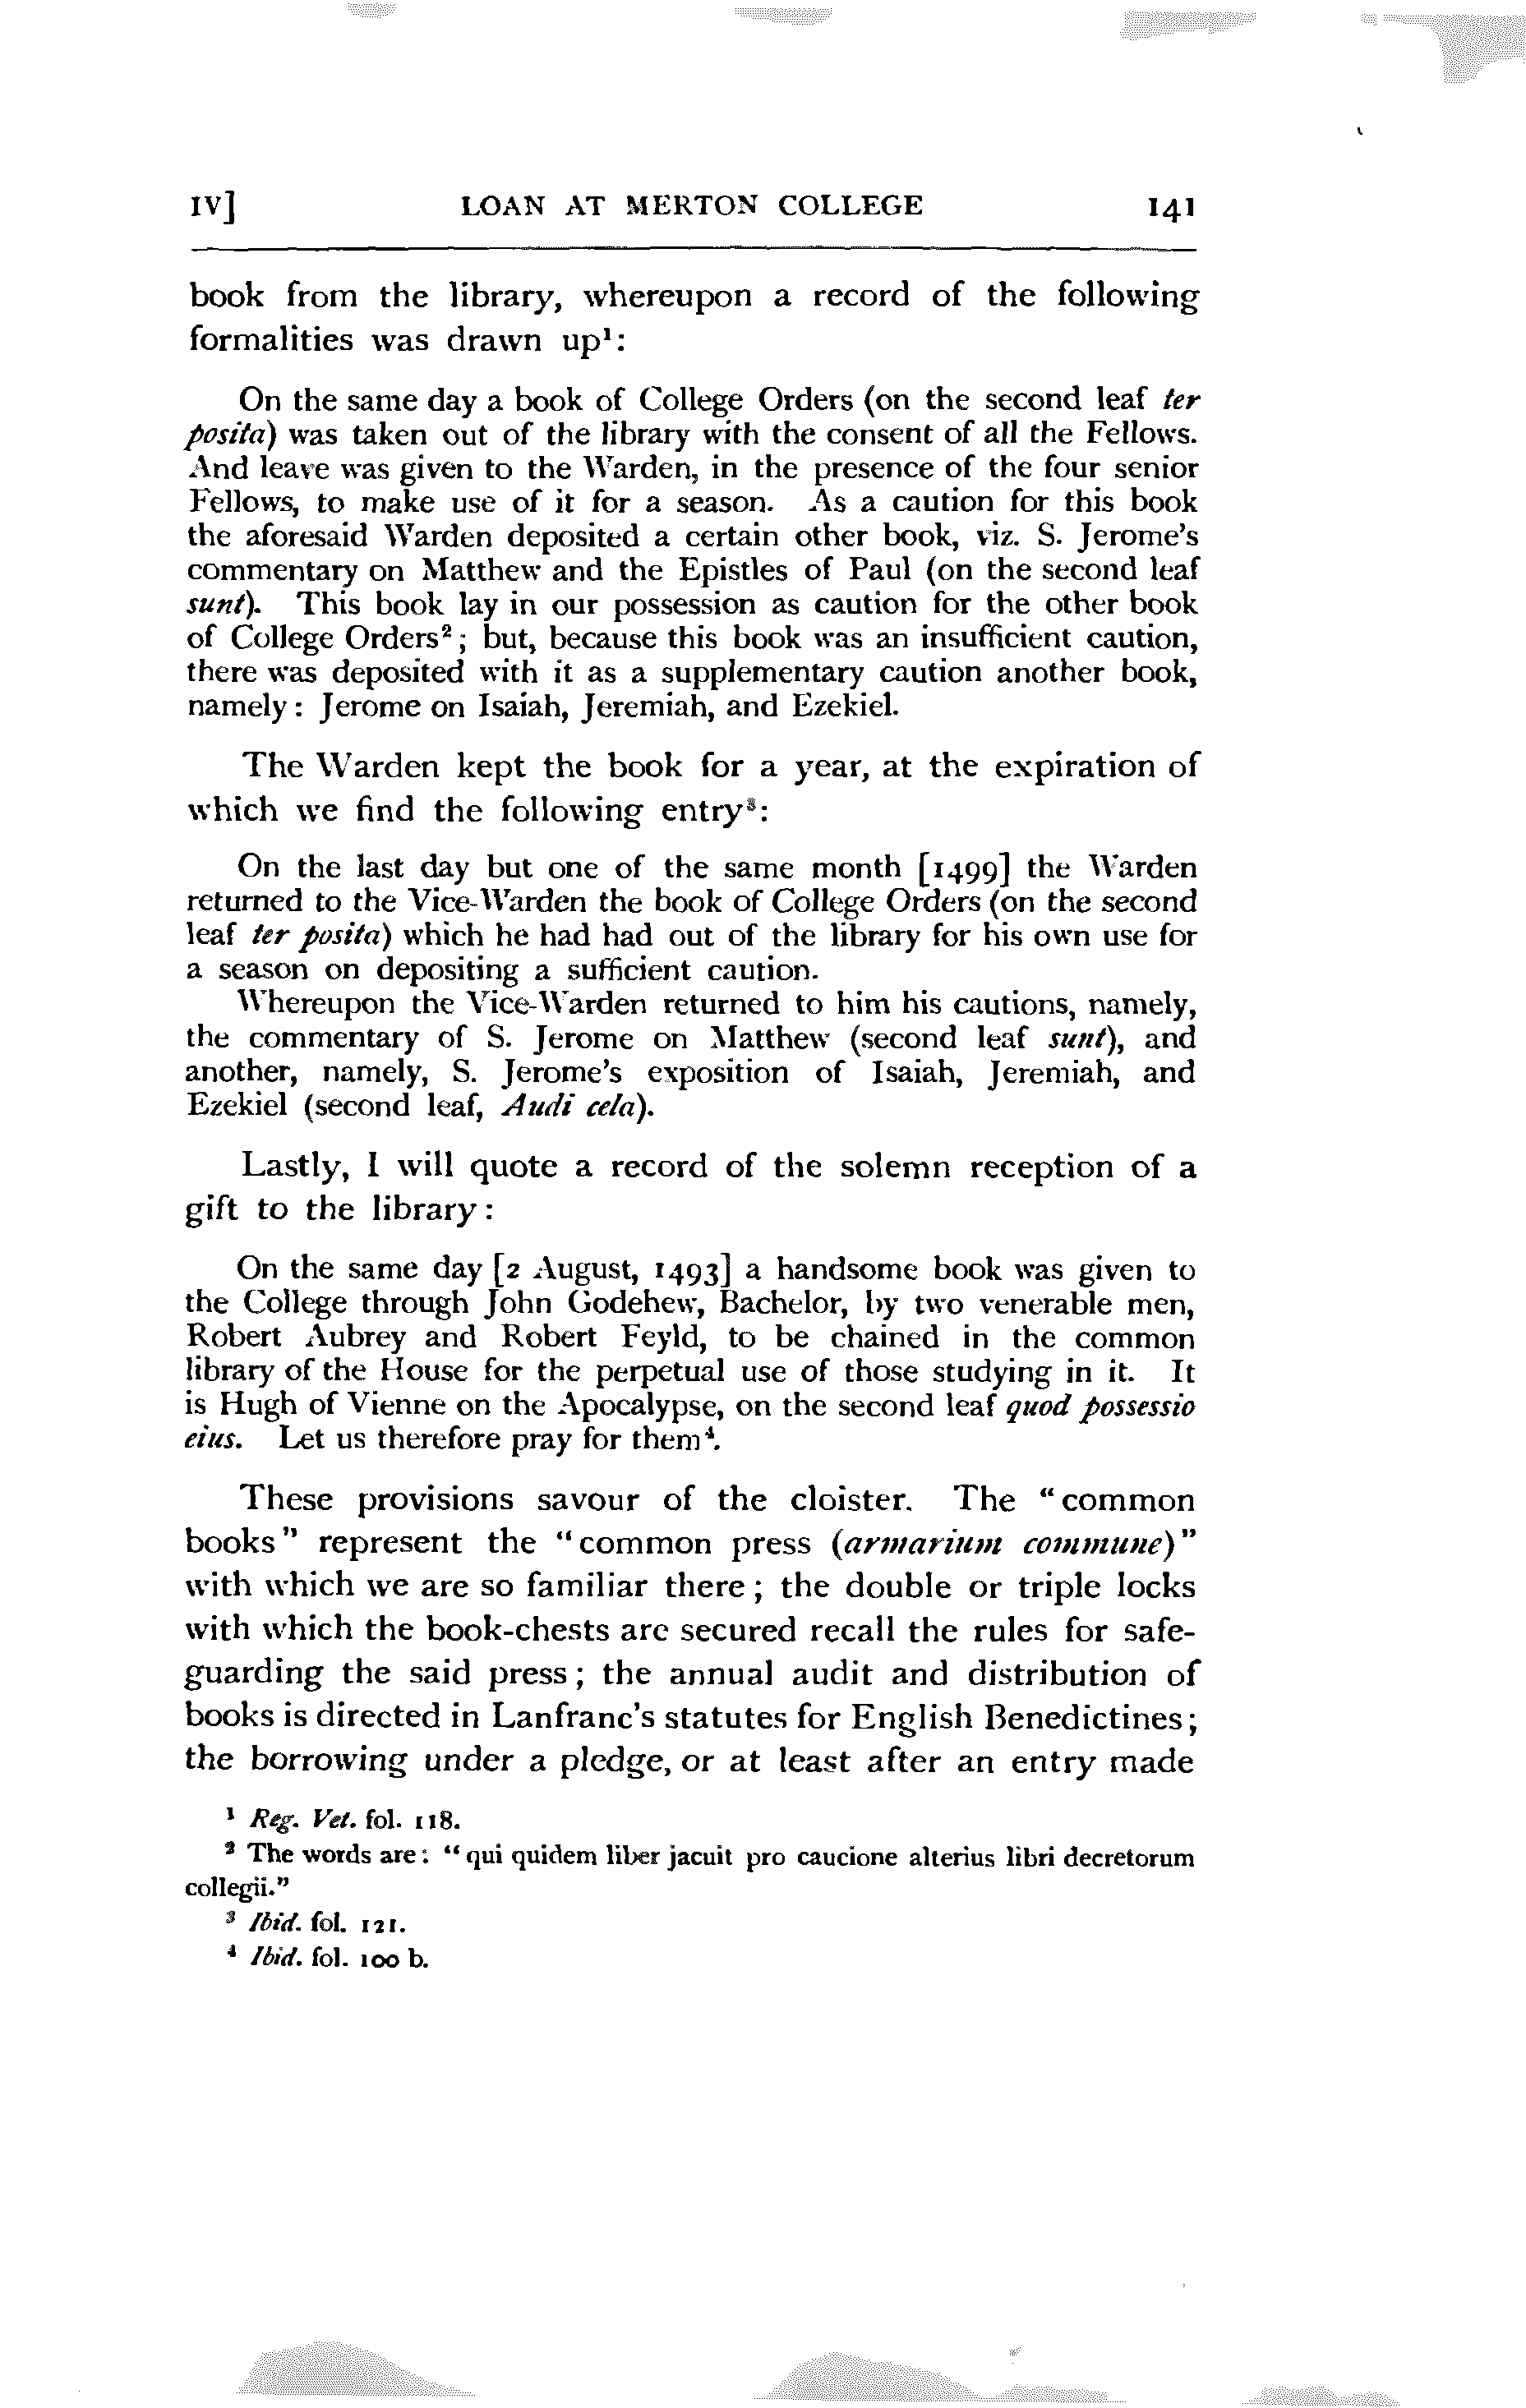 IV] LOAN AT MERTON COLLEGE 141
book from the library, whereupon a record of the following
formalities was drawn up¹:
On the same day a book of College Orders (on the second leaf ter
posita) was taken out of the library with the consent of all the Fellows.
And leave was given to the Warden, in the presence of the four senior
Fellows, to make use of it for a season. As a caution for this book
the aforesaid Warden deposited a certain other book, viz. S. Jerome's
commentary on Matthew and the Epistles of Paul (on the second leaf
sunt). This book lay in our possession as caution for the other book
of College Orders²; but, because this book was an insufficient caution,
there was deposited with it as a supplementary caution another book,
namely: Jerome on Isaiah, Jeremiah, and Ezekiel.
The Warden kept the book for a year, at the expiration of
which we find the following entry³:
On the last day but one of the same month [1499] the Warden
returned to the Vice-Warden the book of College Orders (on the second
leaf ter posita) which he had had out of the library for his own use for
a season on depositing a sufficient caution.
Whereupon the Vice-Warden returned to him his cautions, namely,
the commentary of S. Jerome on Matthew (second leaf sunt), and
another, namely, S. Jerome's exposition of Isaiah, Jeremiah, and
Ezekiel (second leaf, Audi cela).
Lastly, I will quote a record of the solemn reception of a
gift to the library:
On the same day [2 August, 1493] a handsome book was given to
the College through John Godehew, Bachelor, by two venerable men,
Robert Aubrey and Robert Feyld, to be chained in the common
library of the House for the perpetual use of those studying in it. It
is Hugh of Vienne on the Apocalypse, on the second leaf quod possessio
eius. Let us therefore pray for them⁴.
These provisions savour of the cloister. The "common
books" represent the "common press (armarium commune)"
with which we are so familiar there; the double or triple locks
with which the book-chests are secured recall the rules for safe-
guarding the said press; the annual audit and distribution of
books is directed in Lanfranc's statutes for English Benedictines;
the borrowing under a pledge, or at least after an entry made
¹ Reg. Vet. fol. 118.
² The words are: "qui quidem liber jacuit pro caucione alterius libri decretorum
collegii."
³ Ibid. fol. 121.
⁴ Ibid. fol. 100 b.